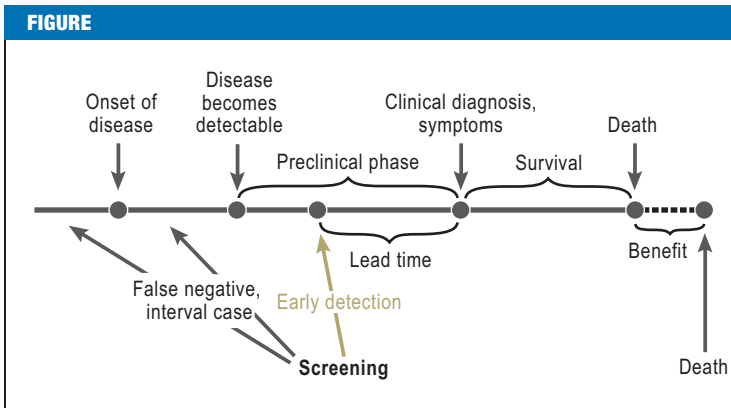 FIGURE
Onset of
disease
Disease
becomes
detectable
Clinical diagnosis,
symptoms
Death
Preclinical phase
Survival
Lead time
Benefit
False negative,
interval case
Early detection
Screening
Death